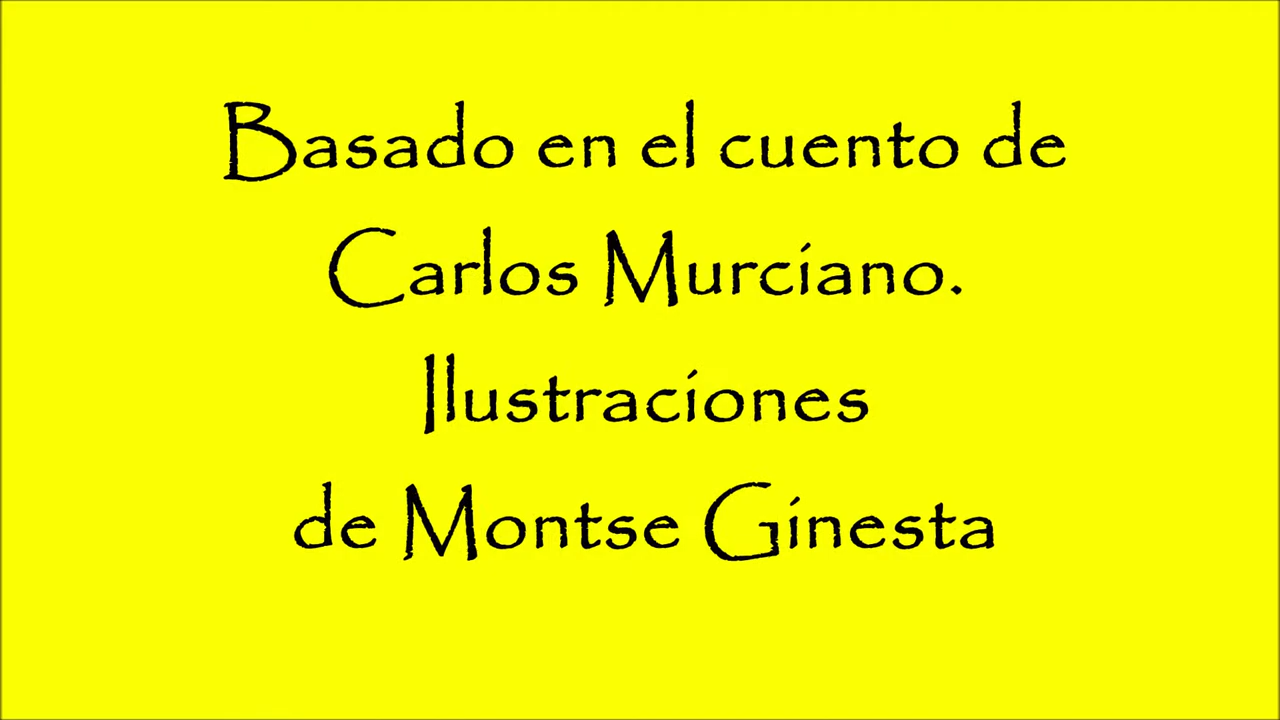 Basado en el cuento de
Carlos Murciano.
Ilustraciones
de Montse Ginesta